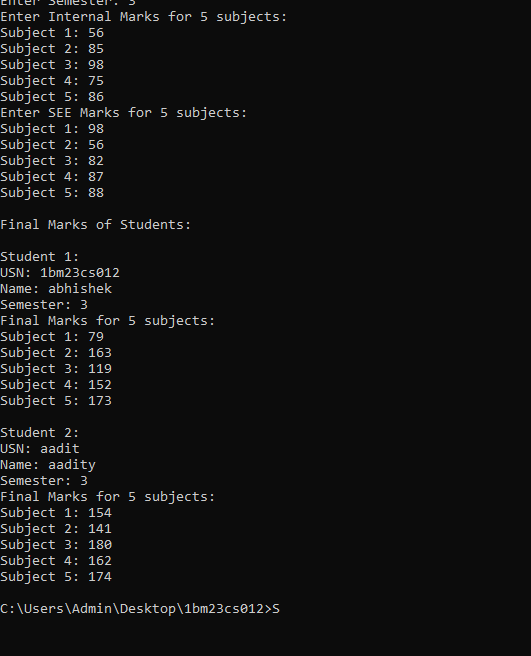 Enter Semester: 3
Enter Internal Marks for 5 subjects:
Subject 1: 56
Subject 2: 85
Subject 3: 98
Subject 4: 75
Subject 5: 86
Enter SEE Marks for 5 subjects:
Subject 1: 98
Subject 2: 56
Subject 3: 82
Subject 4: 87
Subject 5: 88
Final Marks of Students:
Student 1:
USN: 1bm23cs012
Name: abhishek
Semester: 3
Final Marks for 5 subjects:
Subject 1: 79
Subject 2: 163
Subject 3: 119
Subject 4: 152
Subject 5: 173
Student 2:
USN: aadit
Name: aadity
Semester: 3
Final Marks for 5 subjects:
Subject 1: 154
Subject 2: 141
Subject 3: 180
Subject 4: 162
Subject 5: 174
C:\Users\Admin\Desktop\1bm23cs012>S